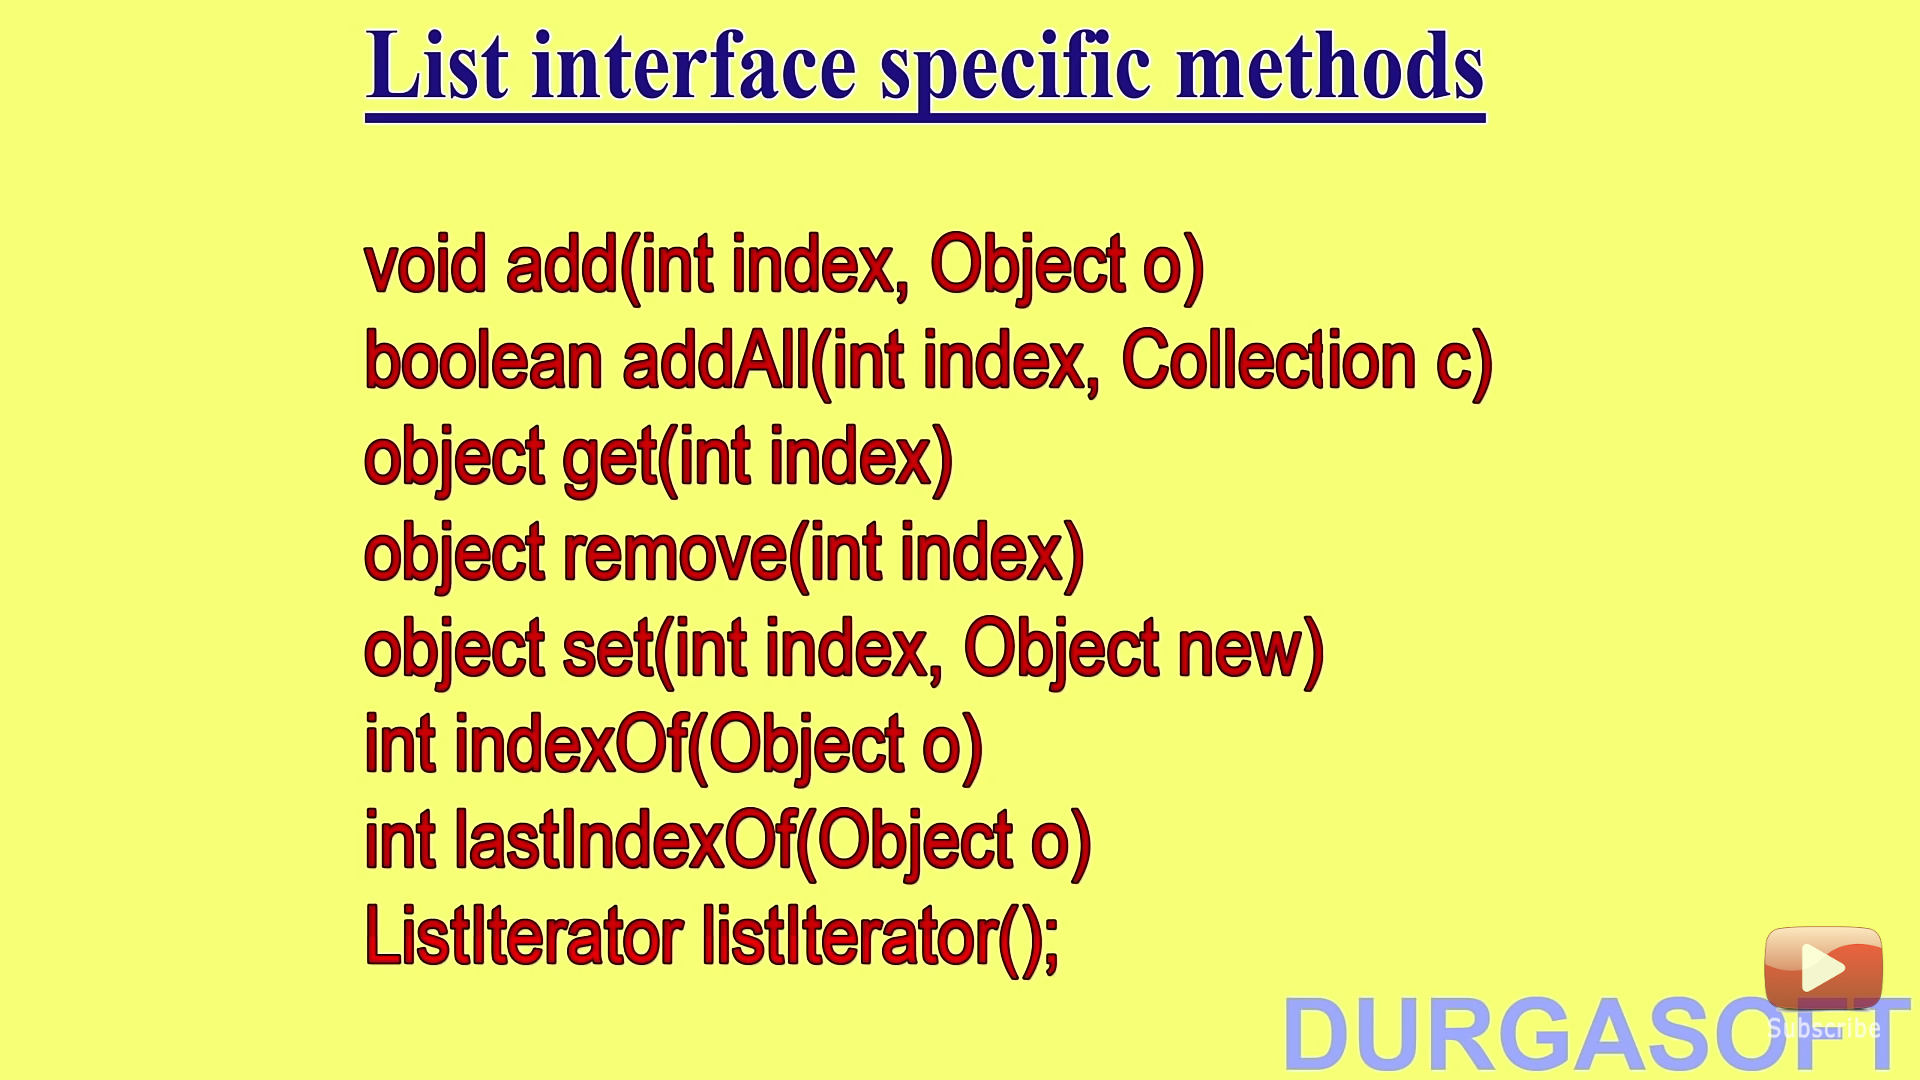 List interface specific methods
void add(int index, Object o)
boolean addAll(int index, Collection c)
object get(int index)
object remove(int index)
object set(int index, Object new)
int indexOf(Object o)
int lastIndexOf(Object o)
ListIterator listIterator();
DURGASOFT
Subscribe